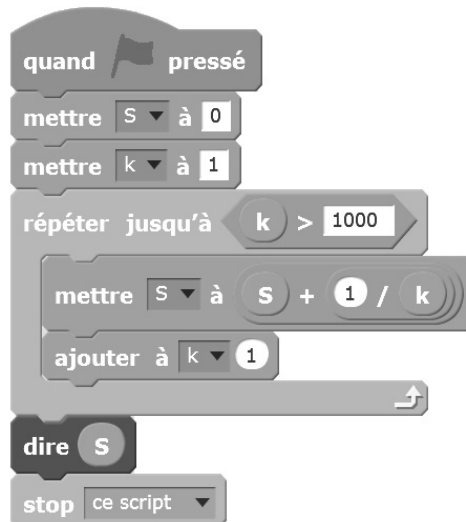 quand pressé
mettre S à 0
mettre k à 1
répéter jusqu'à k > 1000
mettre S à S + 1 / k
ajouter à k 1
dire S
stop ce script